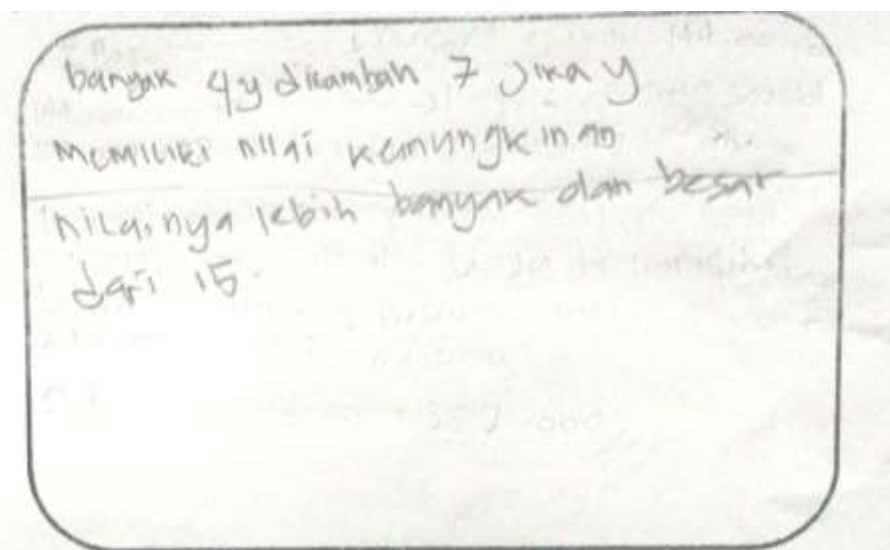 banyak 4y ditambah 7 jika y
memiliki nilai kemungkinan
nilainya lebih banyak dan besar
dari 15.